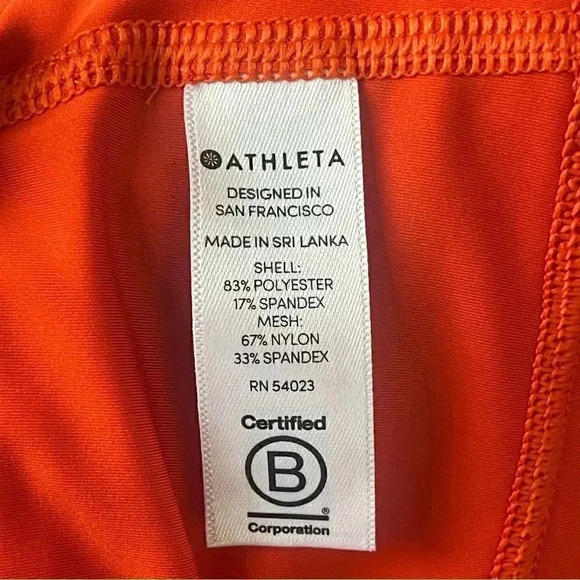 ATHLETA
DESIGNED IN
SAN FRANCISCO
MADE IN SRI LANKA
SHELL:
83% POLYESTER
17% SPANDEX
MESH:
67% NYLON
33% SPANDEX
RN 54023
Certified
B
®
Corporation